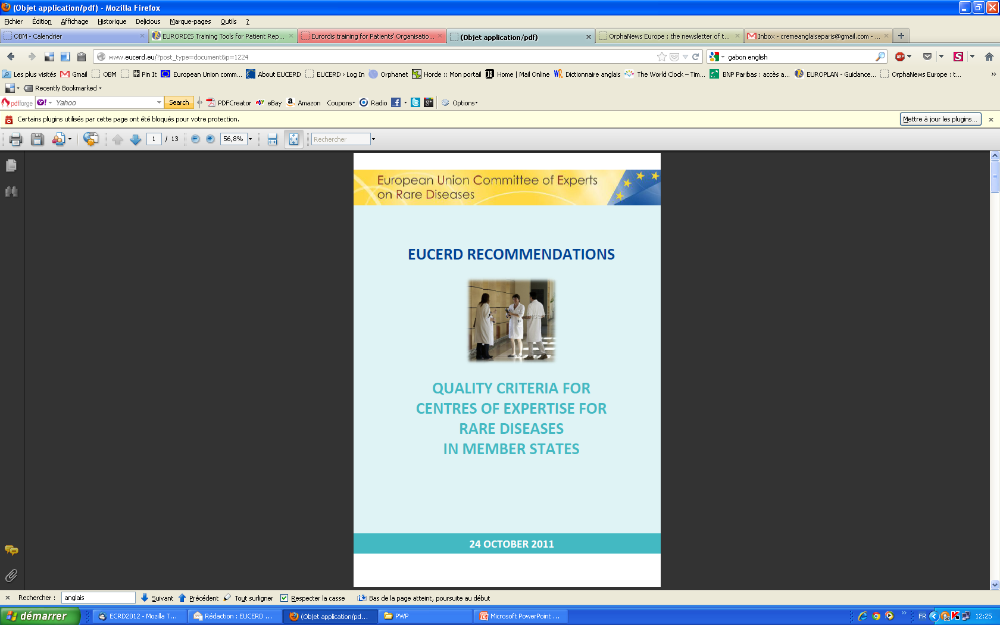 (Objet application/pdf) - Mozilla Firefox
Fichier Édition Affichage Historique Delicious Marque-pages Outils ?
OBM - Calendrier
EURORDIS Training Tools for Patient Rep...
Eurordis training for Patients' Organisatio...
(Objet application/pdf)
OrphaNews Europe : the newsletter of t...
Inbox - cremeanglaiseparis@gmail.com - ...
www.eucerd.eu/?post_type=document&p=1224
gabon english
ABP
Les plus visités Gmail OBM Pin It European Union comm... About EUCERD EUCERD › Log In Orphanet Horde :: Mon portail Home | Mail Online Dictionnaire anglais The World Clock – Tim... BNP Paribas : accès a... EUROPLAN - Guidance... OrphaNews Europe : t... »
Recently Bookmarked
pdfforge Y! Yahoo Search PDFCreator eBay Amazon Coupons Radio Options
Certains plugins utilisés par cette page ont été bloqués pour votre protection.
Mettre à jour les plugins...
1 / 13 56,8% Rechercher
European Union Committee of Experts
on Rare Diseases
EUCERD RECOMMENDATIONS
QUALITY CRITERIA FOR
CENTRES OF EXPERTISE FOR
RARE DISEASES
IN MEMBER STATES
24 OCTOBER 2011
Rechercher : anglais Suivant Précédent Tout surligner Respecter la casse Bas de la page atteint, poursuite au début
démarrer ECRD2012 - Mozilla T... Rédaction : EUCERD ... (Objet application/pd... PWP Microsoft PowerPoint ... » FR 12:25